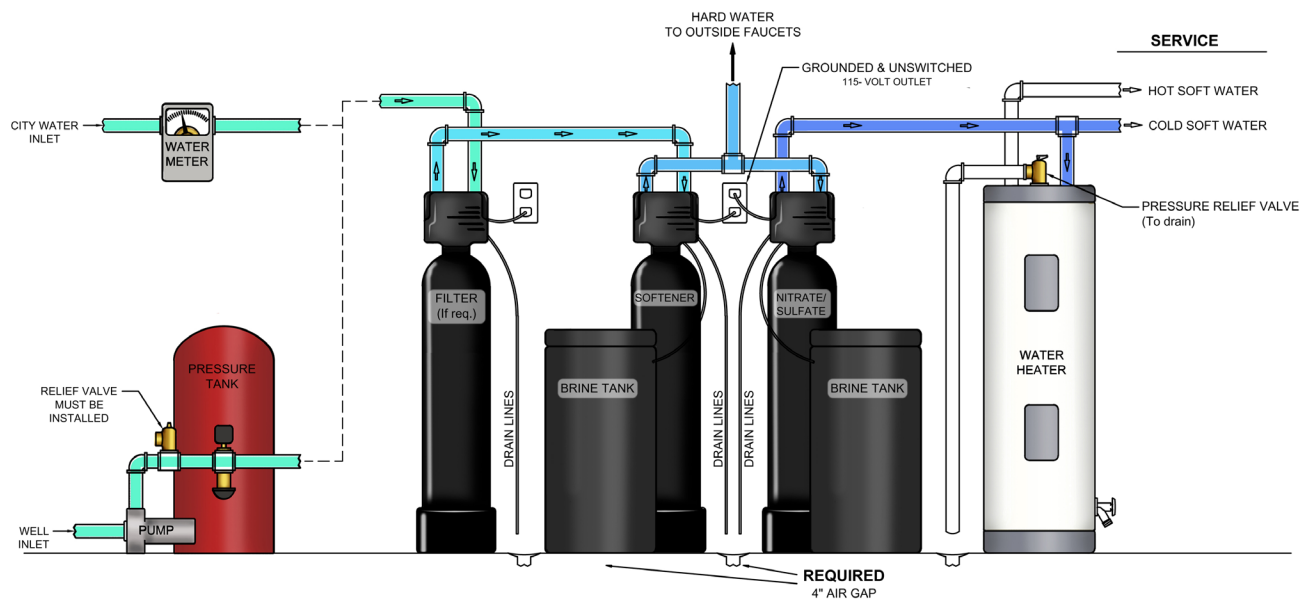 HARD WATER
TO OUTSIDE FAUCETS
SERVICE
GROUNDED & UNSWITCHED
115- VOLT OUTLET
HOT SOFT WATER
CITY WATER
INLET
WATER
METER
COLD SOFT WATER
PRESSURE RELIEF VALVE
(To drain)
FILTER
(If req.)
SOFTENER
NITRATE/
SULFATE
PRESSURE
TANK
WATER
HEATER
RELIEF VALVE
MUST BE
INSTALLED
BRINE TANK
BRINE TANK
DRAIN LINES
DRAIN LINES
DRAIN LINES
WELL
INLET
PUMP
REQUIRED
4" AIR GAP